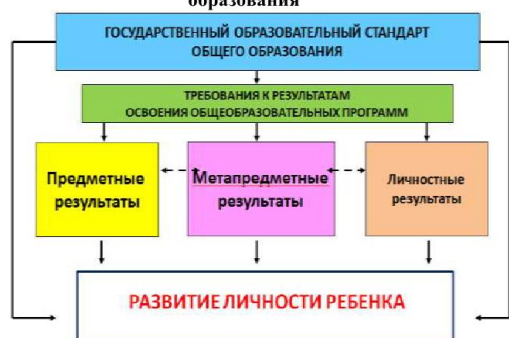 образования
ГОСУДАРСТВЕННЫЙ ОБРАЗОВАТЕЛЬНЫЙ СТАНДАРТ
ОБЩЕГО ОБРАЗОВАНИЯ
ТРЕБОВАНИЯ К РЕЗУЛЬТАТАМ
ОСВОЕНИЯ ОБЩЕОБРАЗОВАТЕЛЬНЫХ ПРОГРАММ
Предметные
результаты
Метапредметные
результаты
Личностные
результаты
РАЗВИТИЕ ЛИЧНОСТИ РЕБЕНКА